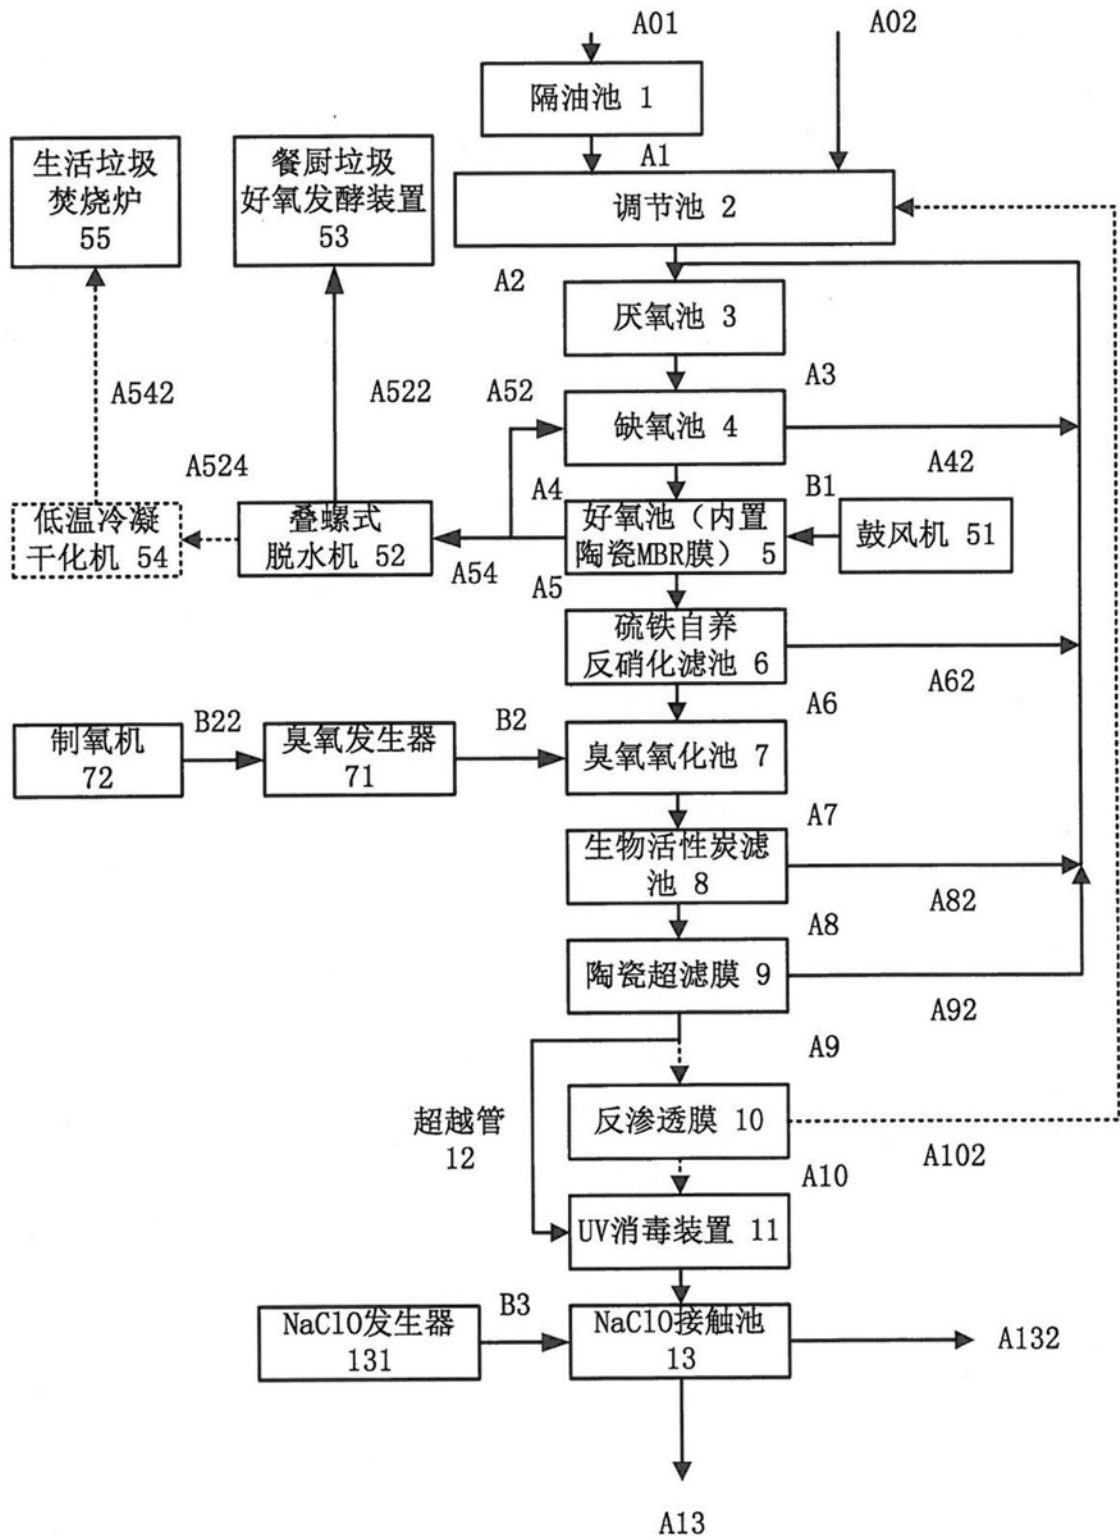 A01
A02
隔油池 1
A1
生活垃圾
焚烧炉
55
餐厨垃圾
好氧发酵装置
53
调节池 2
A2
厌氧池 3
A3
A542
A522
A52
缺氧池 4
A42
A524
A4
B1
低温冷凝
干化机 54
叠螺式
脱水机 52
好氧池（内置
陶瓷MBR膜） 5
鼓风机 51
A54
A5
硫铁自养
反硝化滤池 6
A62
A6
B22
B2
制氧机
72
臭氧发生器
71
臭氧氧化池 7
A7
生物活性炭滤
池 8
A82
A8
陶瓷超滤膜 9
A92
A9
超越管
12
反渗透膜 10
A102
A10
UV消毒装置 11
B3
NaClO发生器
131
NaClO接触池
13
A132
A13